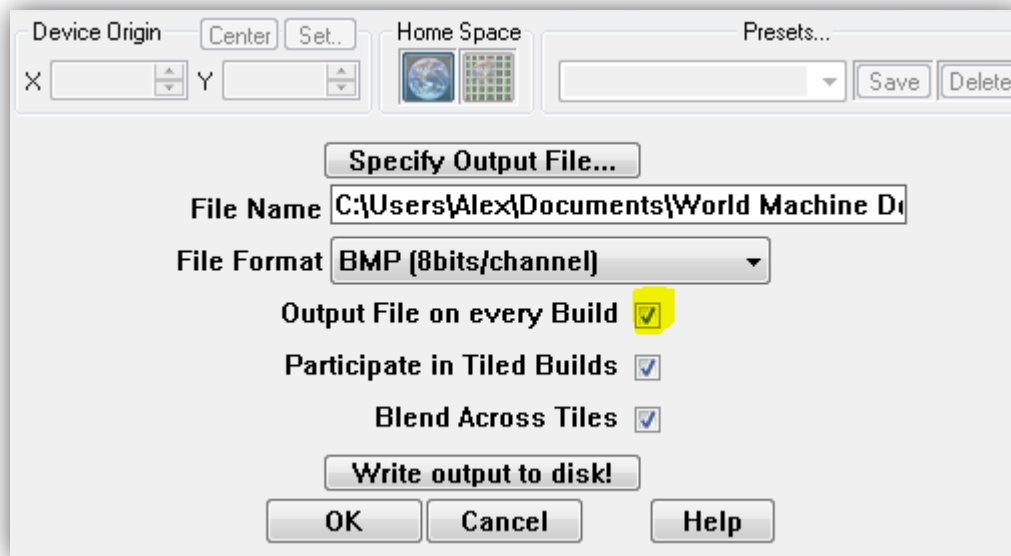 Device Origin Center Set.. Home Space Presets...
X Y Save Delete
Specify Output File...
File Name C:\Users\Alex\Documents\World Machine D
File Format BMP (8bits/channel)
Output File on every Build
Participate in Tiled Builds
Blend Across Tiles
Write output to disk!
OK Cancel Help